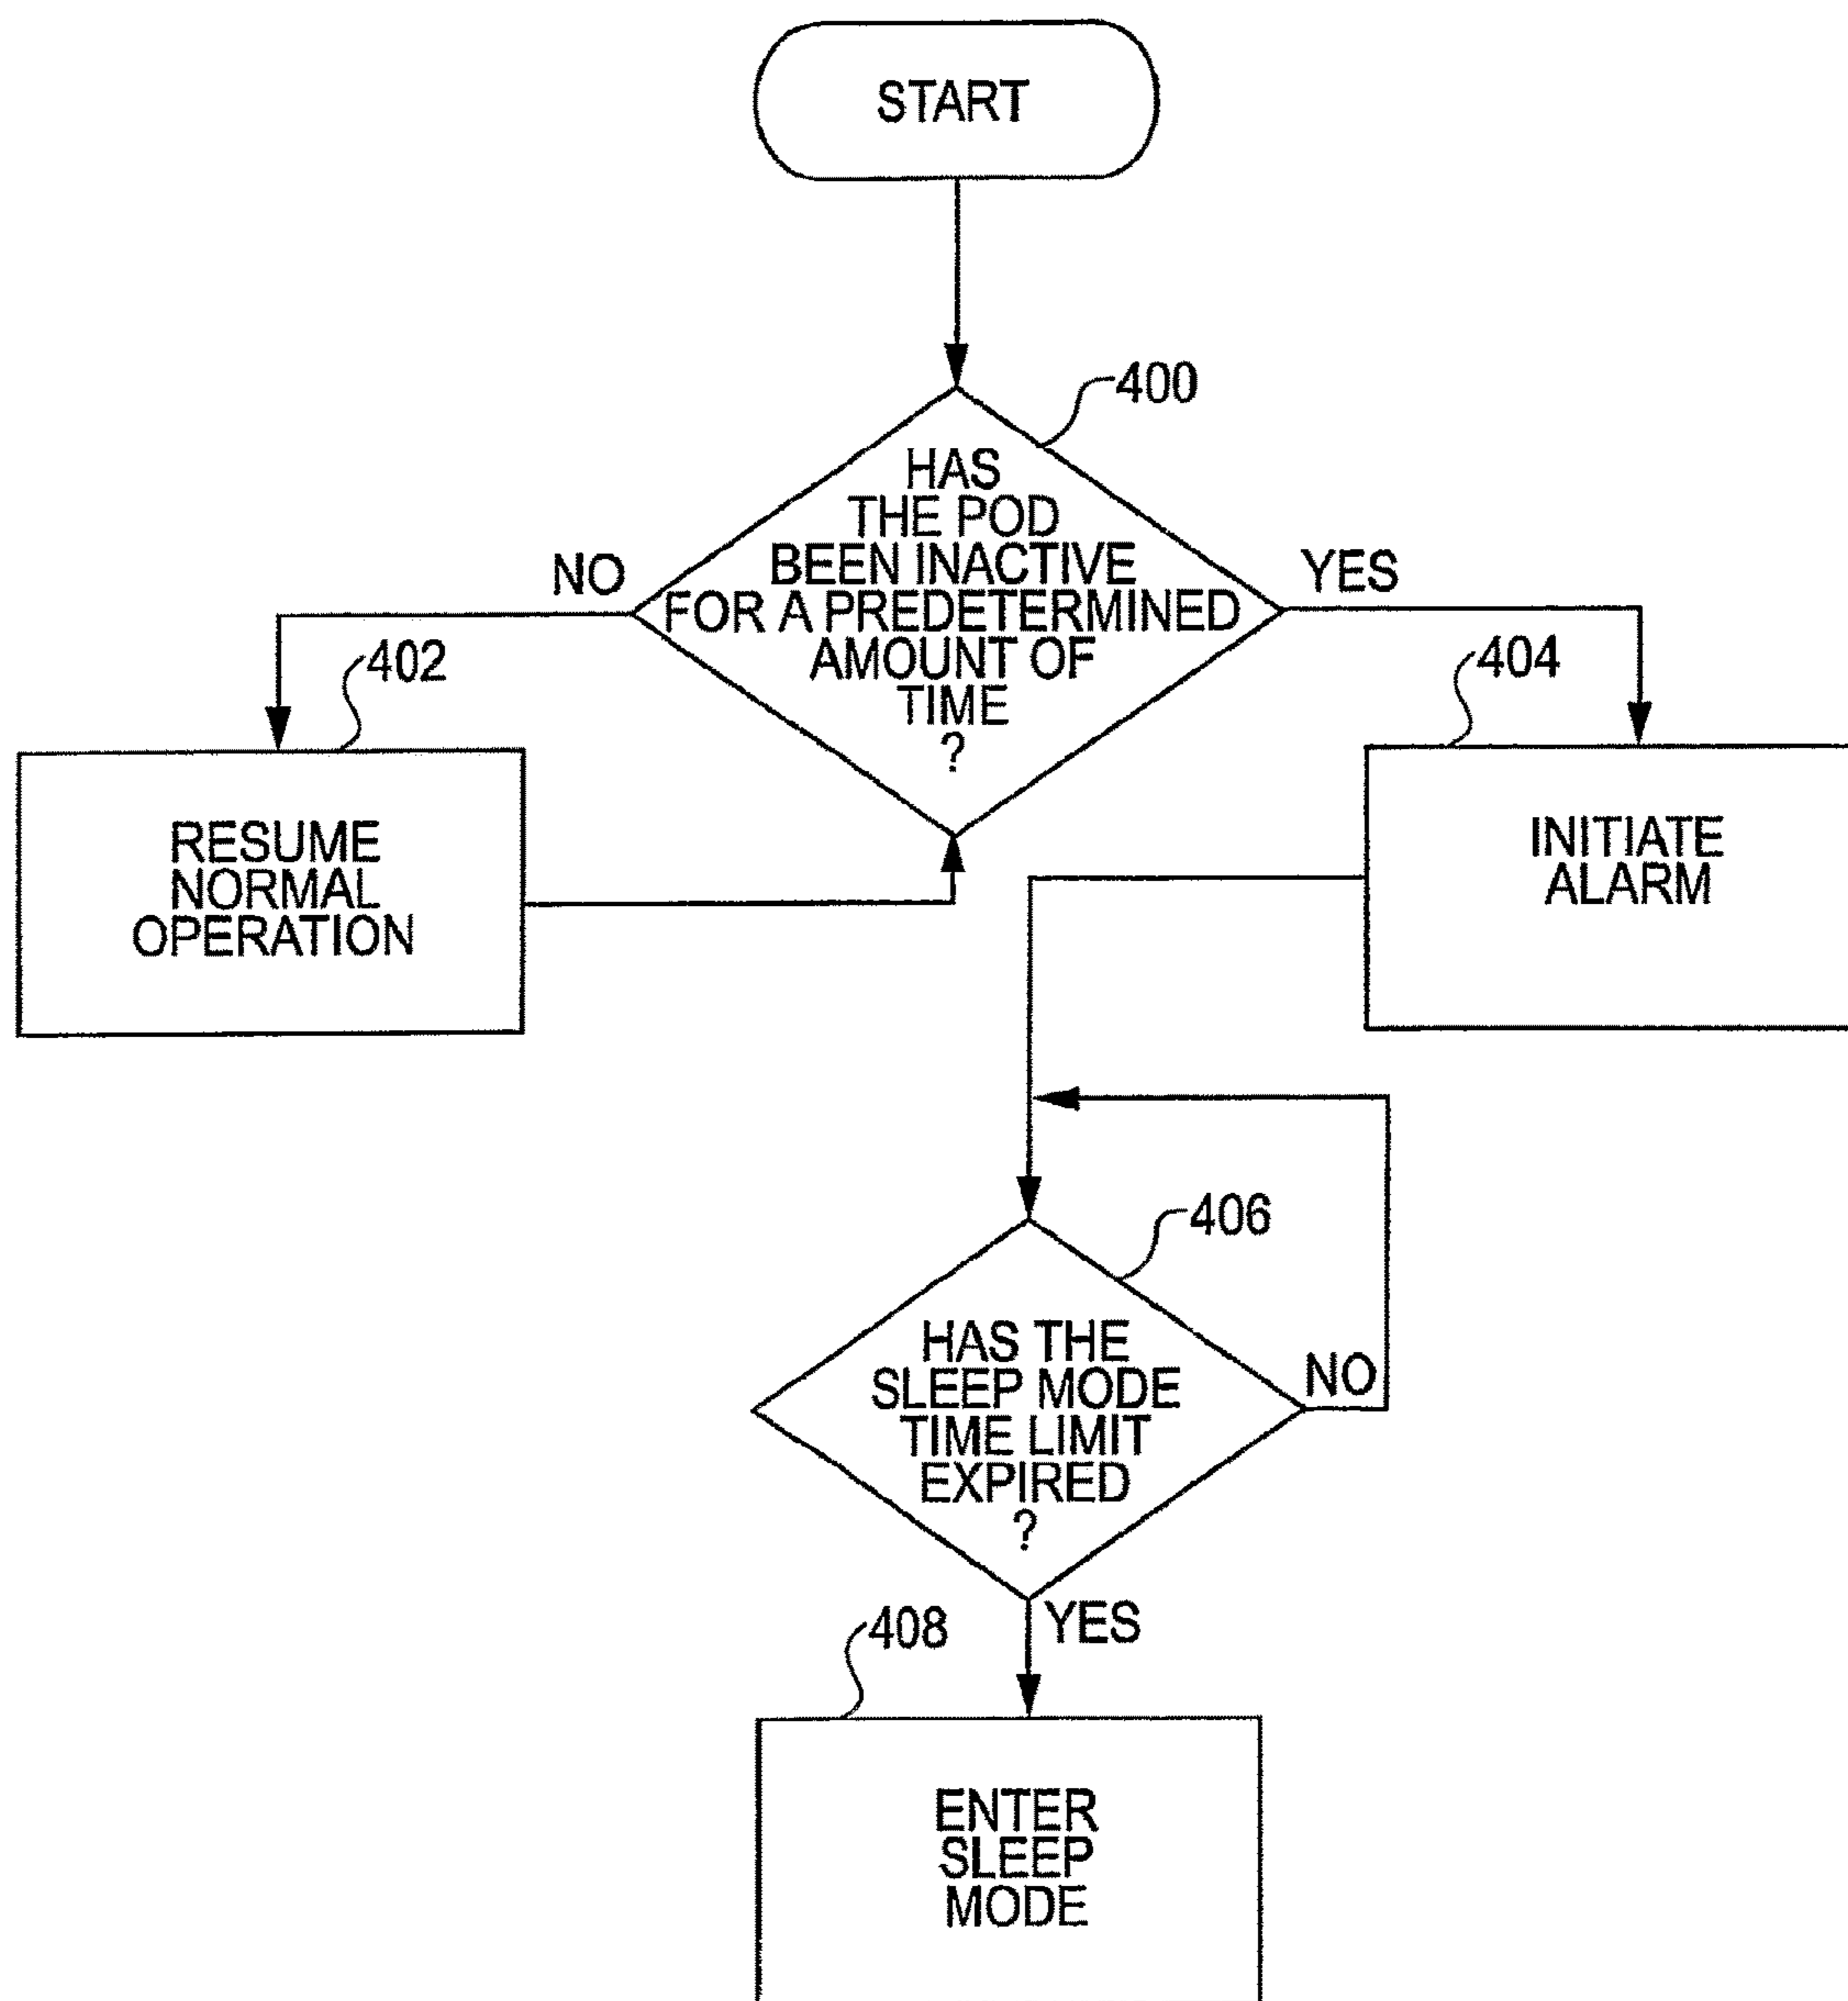 START
400
HAS
THE POD
BEEN INACTIVE
FOR A PREDETERMINED
AMOUNT OF
TIME
?
NO
YES
402
404
RESUME
NORMAL
OPERATION
INITIATE
ALARM
406
HAS THE
SLEEP MODE
TIME LIMIT
EXPIRED
?
NO
YES
408
ENTER
SLEEP
MODE